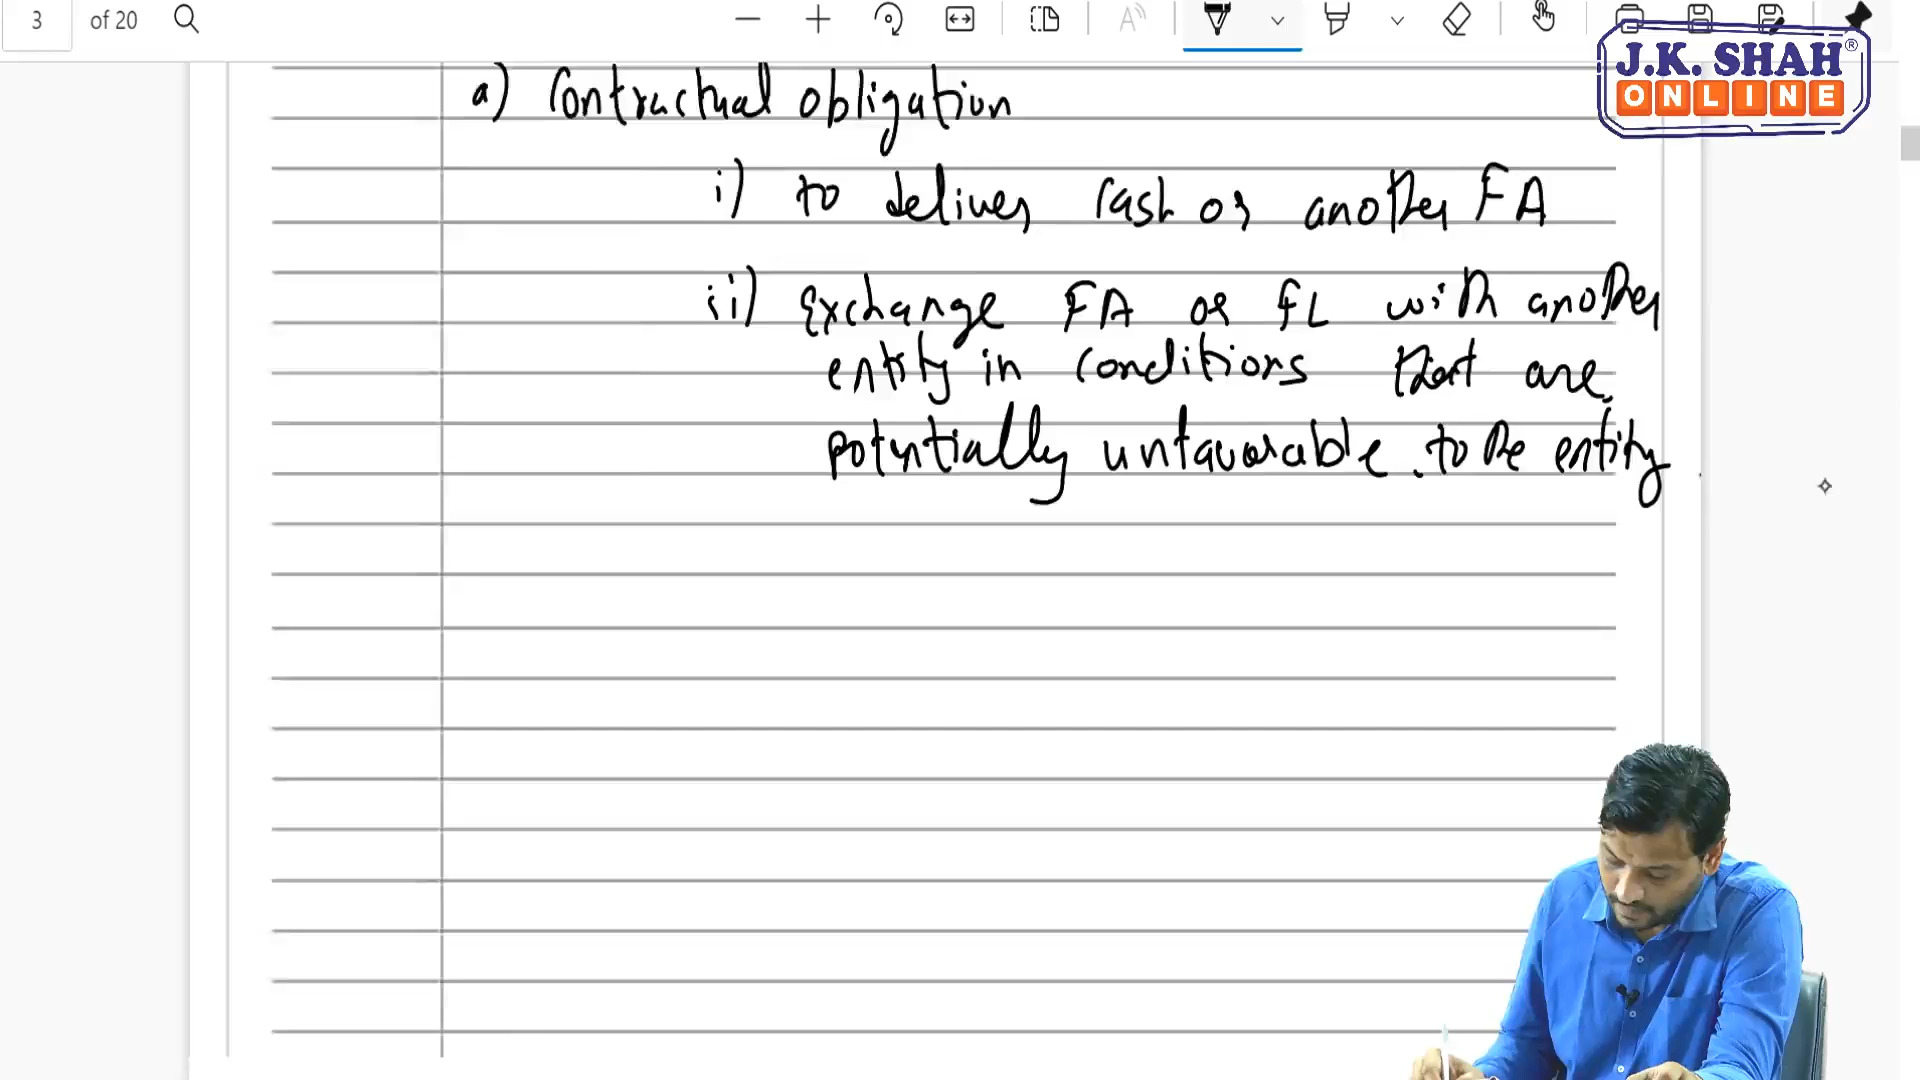 3 of 20
J.K. SHAH®
ONLINE
a) Contractual obligation
i) to deliver cash or another FA
ii) Exchange FA or FL with another
entity in conditions that are
potentially unfavorable to the entity